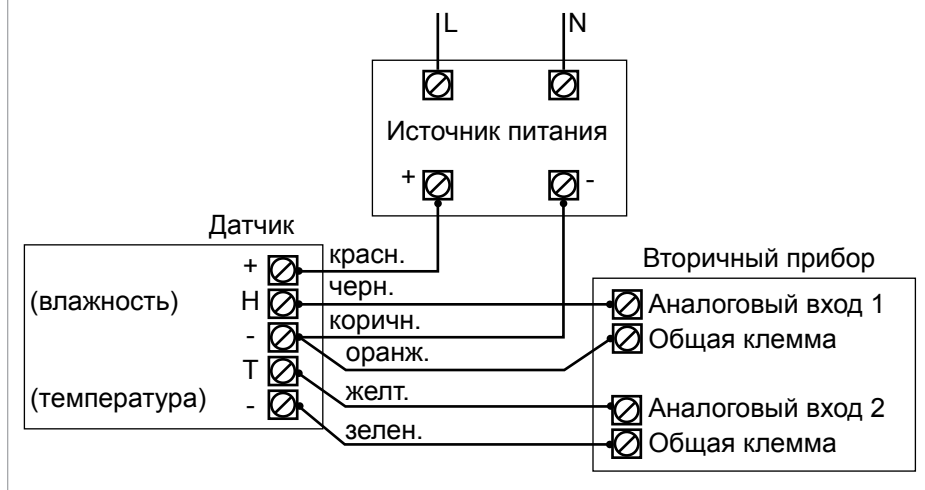 L
N
Источник питания
+
-
Датчик
+
красн.
Вторичный прибор
черн.
(влажность)
H
Аналоговый вход 1
коричн.
-
Общая клемма
оранж.
T
желт.
(температура)
-
Аналоговый вход 2
зелен.
Общая клемма